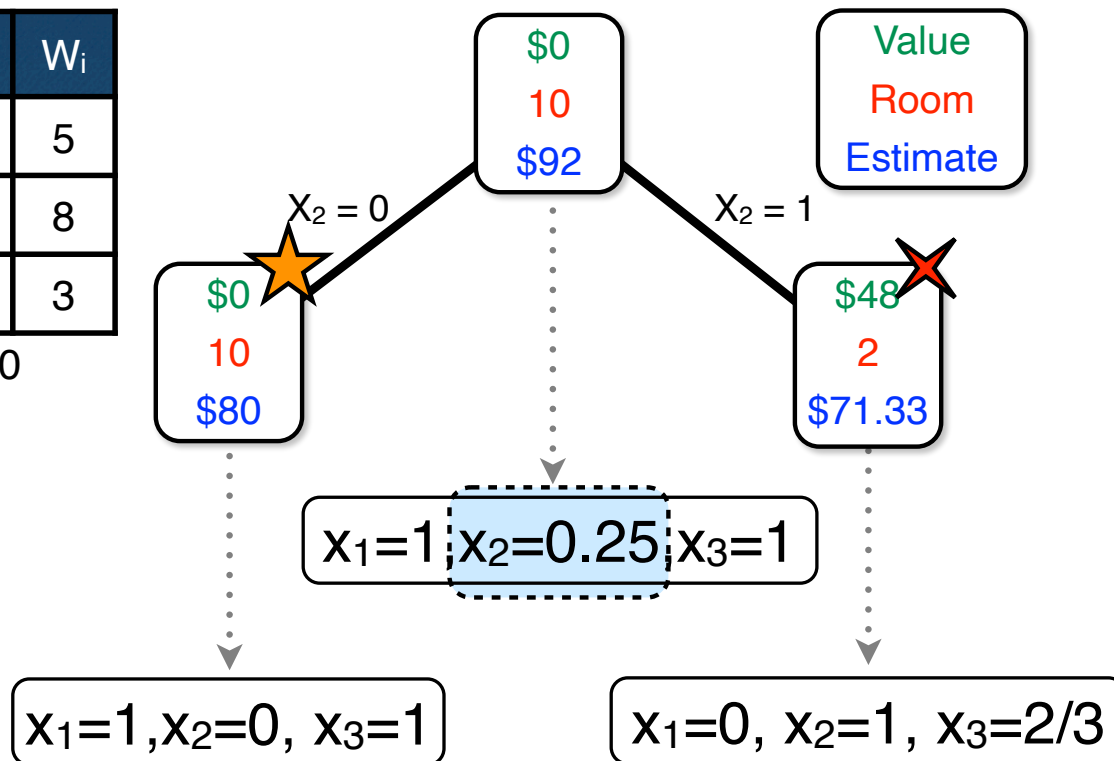 Wᵢ
5
8
3
0
$0
10
$92
Value
Room
Estimate
X₂ = 0
X₂ = 1
$0
10
$80
$48
2
$71.33
x₁=1,x₂=0.25,x₃=1
x₁=1,x₂=0, x₃=1
x₁=0, x₂=1, x₃=2/3